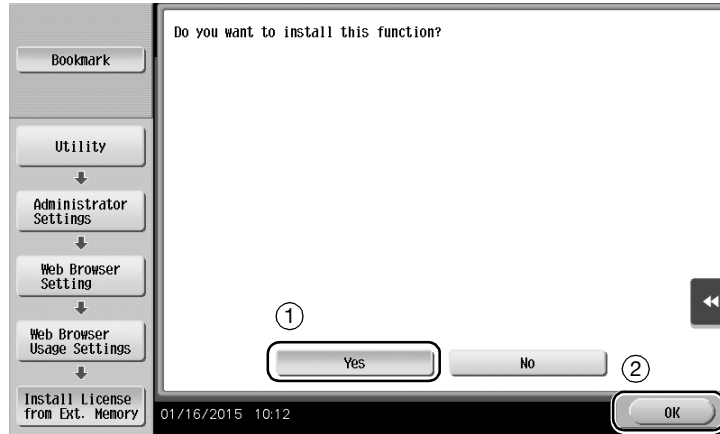 Do you want to install this function?
Bookmark
Utility
Administrator
Settings
Web Browser
Setting
Web Browser
Usage Settings
Install License
from Ext. Memory
①
Yes
No
②
01/16/2015 10:12
OK